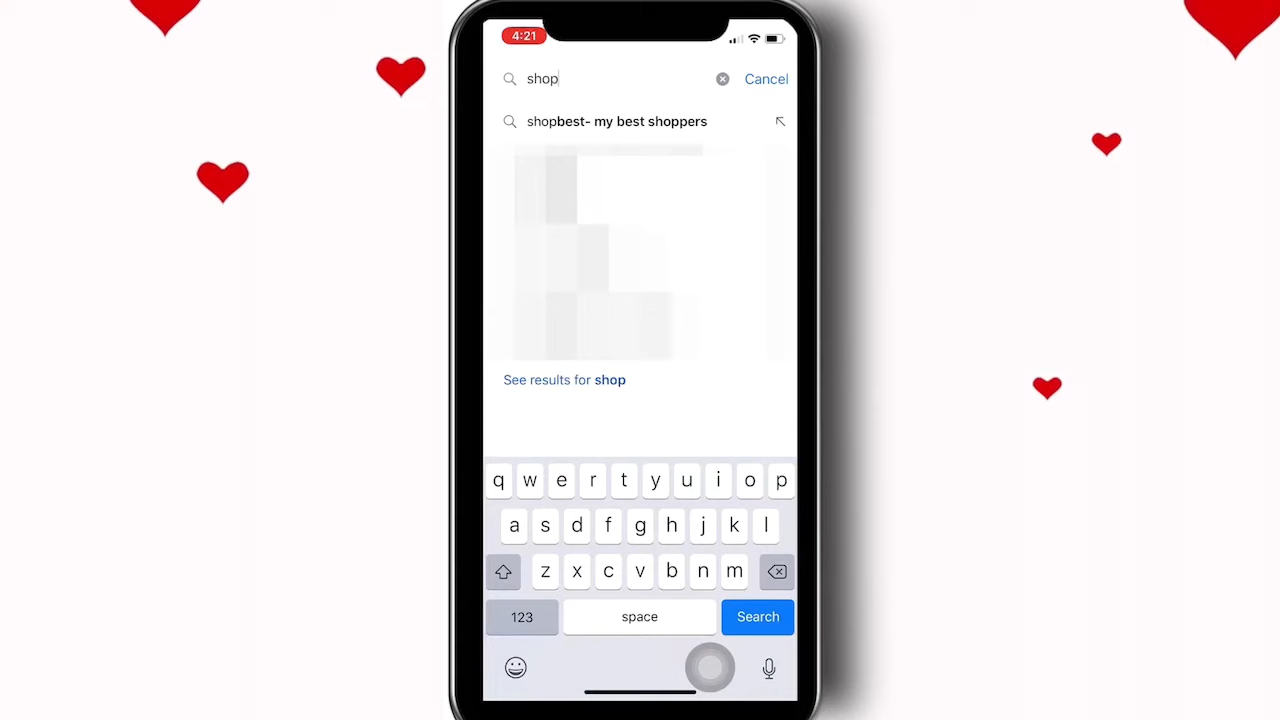 4:21
shop
Cancel
shopbest- my best shoppers
See results for shop
q w e r t y u i o p
a s d f g h j k l
z x c v b n m
123 space Search